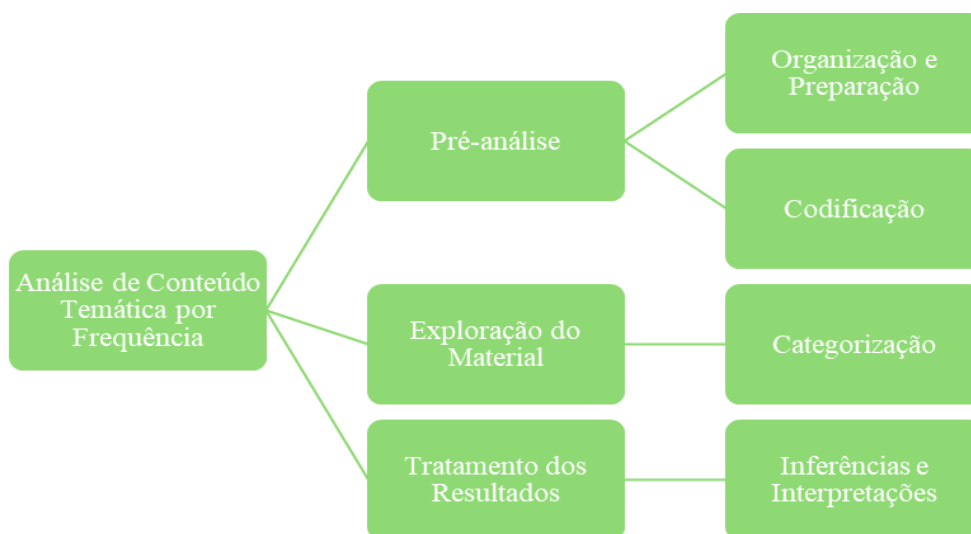 Análise de Conteúdo
Temática por
Frequência
Pré-análise
Organização e
Preparação
Codificação
Exploração do
Material
Categorização
Tratamento dos
Resultados
Inferências e
Interpretações